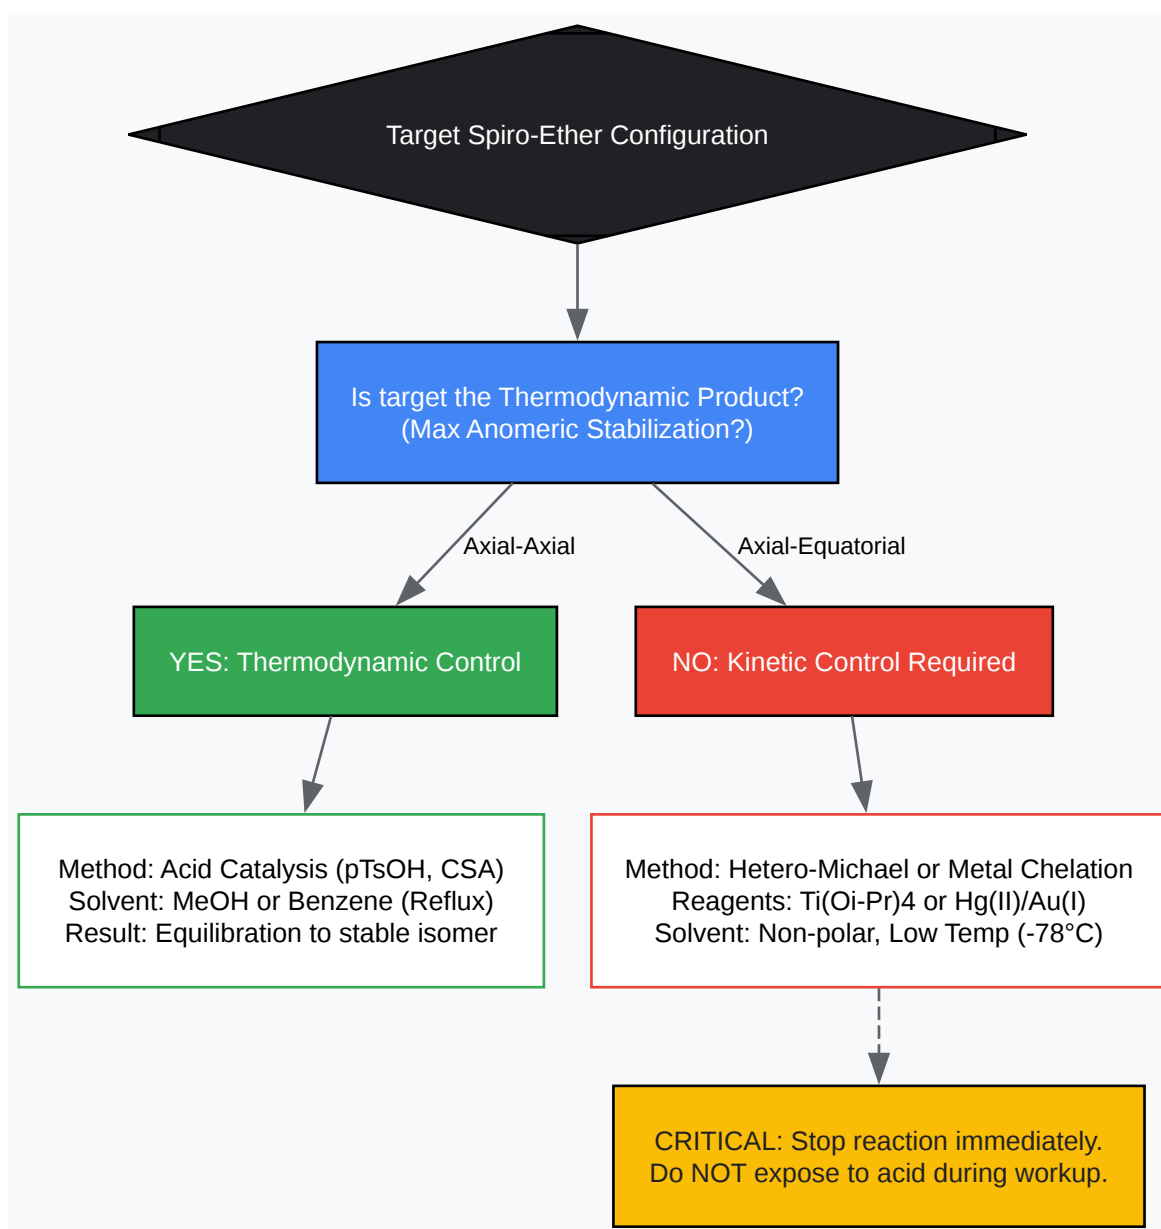 Target Spiro-Ether Configuration
Is target the Thermodynamic Product?
(Max Anomeric Stabilization?)
Axial-Axial
Axial-Equatorial
YES: Thermodynamic Control
NO: Kinetic Control Required
Method: Acid Catalysis (pTsOH, CSA)
Solvent: MeOH or Benzene (Reflux)
Result: Equilibration to stable isomer
Method: Hetero-Michael or Metal Chelation
Reagents: Ti(Oi-Pr)4 or Hg(II)/Au(I)
Solvent: Non-polar, Low Temp (-78°C)
CRITICAL: Stop reaction immediately.
Do NOT expose to acid during workup.